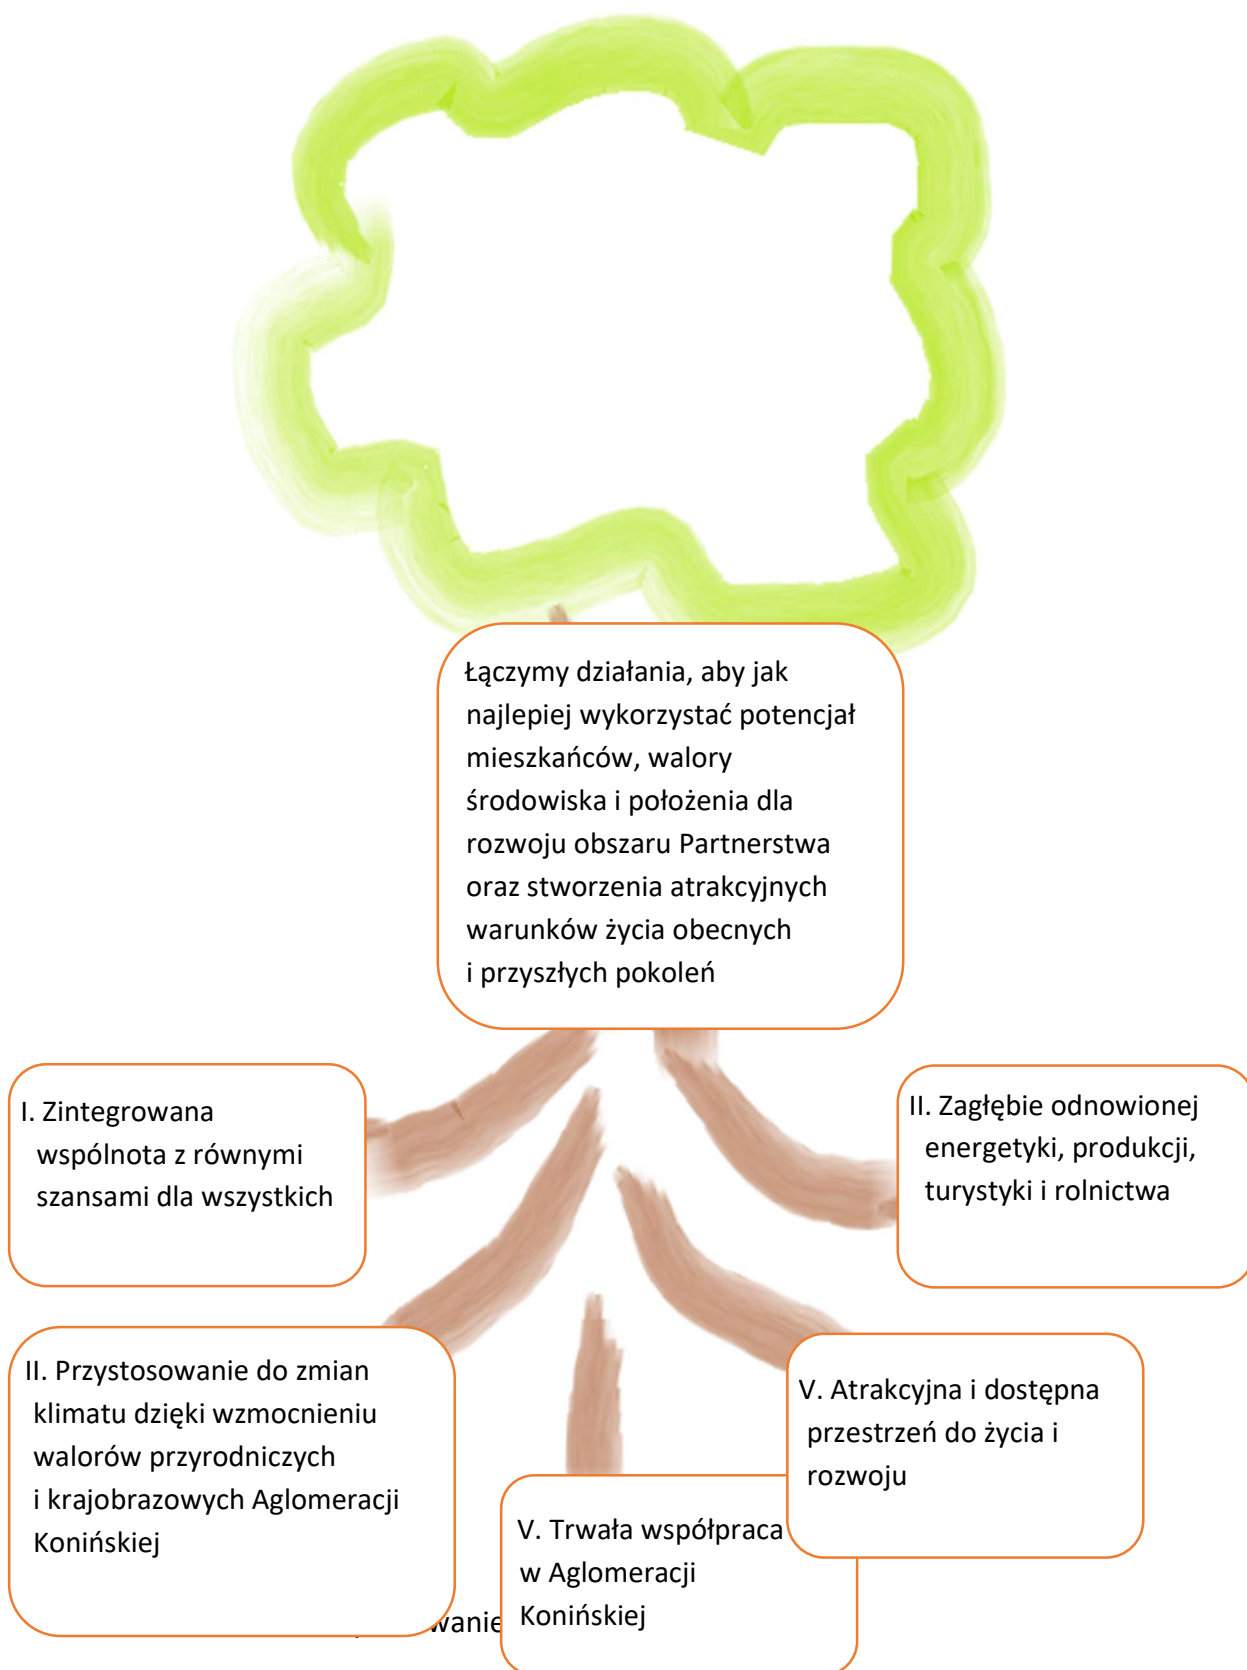 Łączymy działania, aby jak
najlepiej wykorzystać potencjał
mieszkańców, walory
środowiska i położenia dla
rozwoju obszaru Partnerstwa
oraz stworzenia atrakcyjnych
warunków życia obecnych
i przyszłych pokoleń
I. Zintegrowana
wspólnota z równymi
szansami dla wszystkich
II. Zagłębie odnowionej
energetyki, produkcji,
turystyki i rolnictwa
II. Przystosowanie do zmian
klimatu dzięki wzmocnieniu
walorów przyrodniczych
i krajobrazowych Aglomeracji
Konińskiej
V. Atrakcyjna i dostępna
przestrzeń do życia i
rozwoju
V. Trwała współpraca
w Aglomeracji
Konińskiej